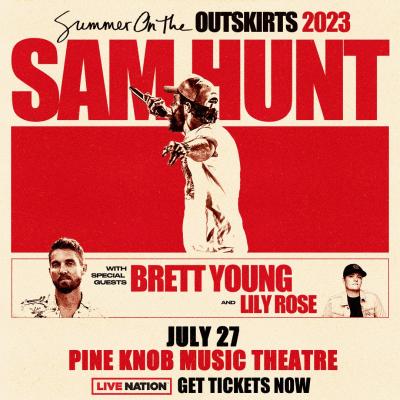 Summer On The OUTSKIRTS 2023
SAM HUNT
WITH SPECIAL GUESTS BRETT YOUNG
AND LILY ROSE
JULY 27
PINE KNOB MUSIC THEATRE
LIVE NATION GET TICKETS NOW